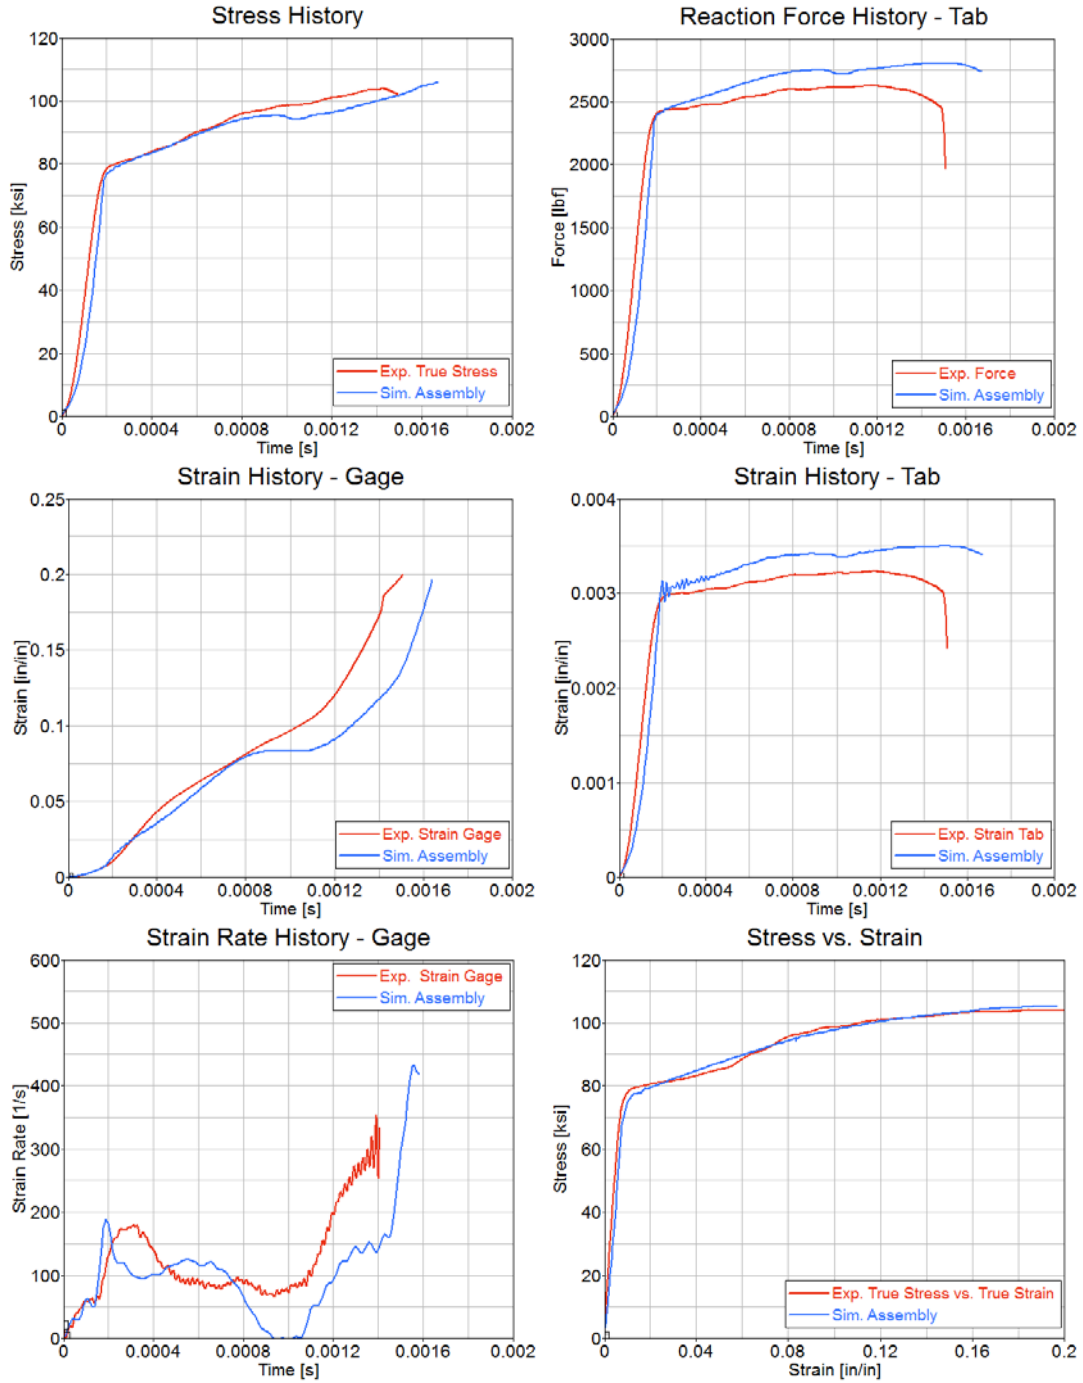 Stress History
120
100
80
60
40
20
0
Stress [ksi]
Exp. True Stress
Sim. Assembly
0 0.0004 0.0008 0.0012 0.0016 0.002
Time [s]
Reaction Force History - Tab
3000
2500
2000
1500
1000
500
0
Force [lbf]
Exp. Force
Sim. Assembly
0 0.0004 0.0008 0.0012 0.0016 0.002
Time [s]
Strain History - Gage
0.25
0.2
0.15
0.1
0.05
0
Strain [in/in]
Exp. Strain Gage
Sim. Assembly
0 0.0004 0.0008 0.0012 0.0016 0.002
Time [s]
Strain History - Tab
0.004
0.003
0.002
0.001
0
Strain [in/in]
Exp. Strain Tab
Sim. Assembly
0 0.0004 0.0008 0.0012 0.0016 0.002
Time [s]
Strain Rate History - Gage
600
500
400
300
200
100
0
Strain Rate [1/s]
Exp. Strain Gage
Sim. Assembly
0 0.0004 0.0008 0.0012 0.0016 0.002
Time [s]
Stress vs. Strain
120
100
80
60
40
20
0
Stress [ksi]
Exp. True Stress vs. True Strain
Sim. Assembly
0 0.04 0.08 0.12 0.16 0.2
Strain [in/in]